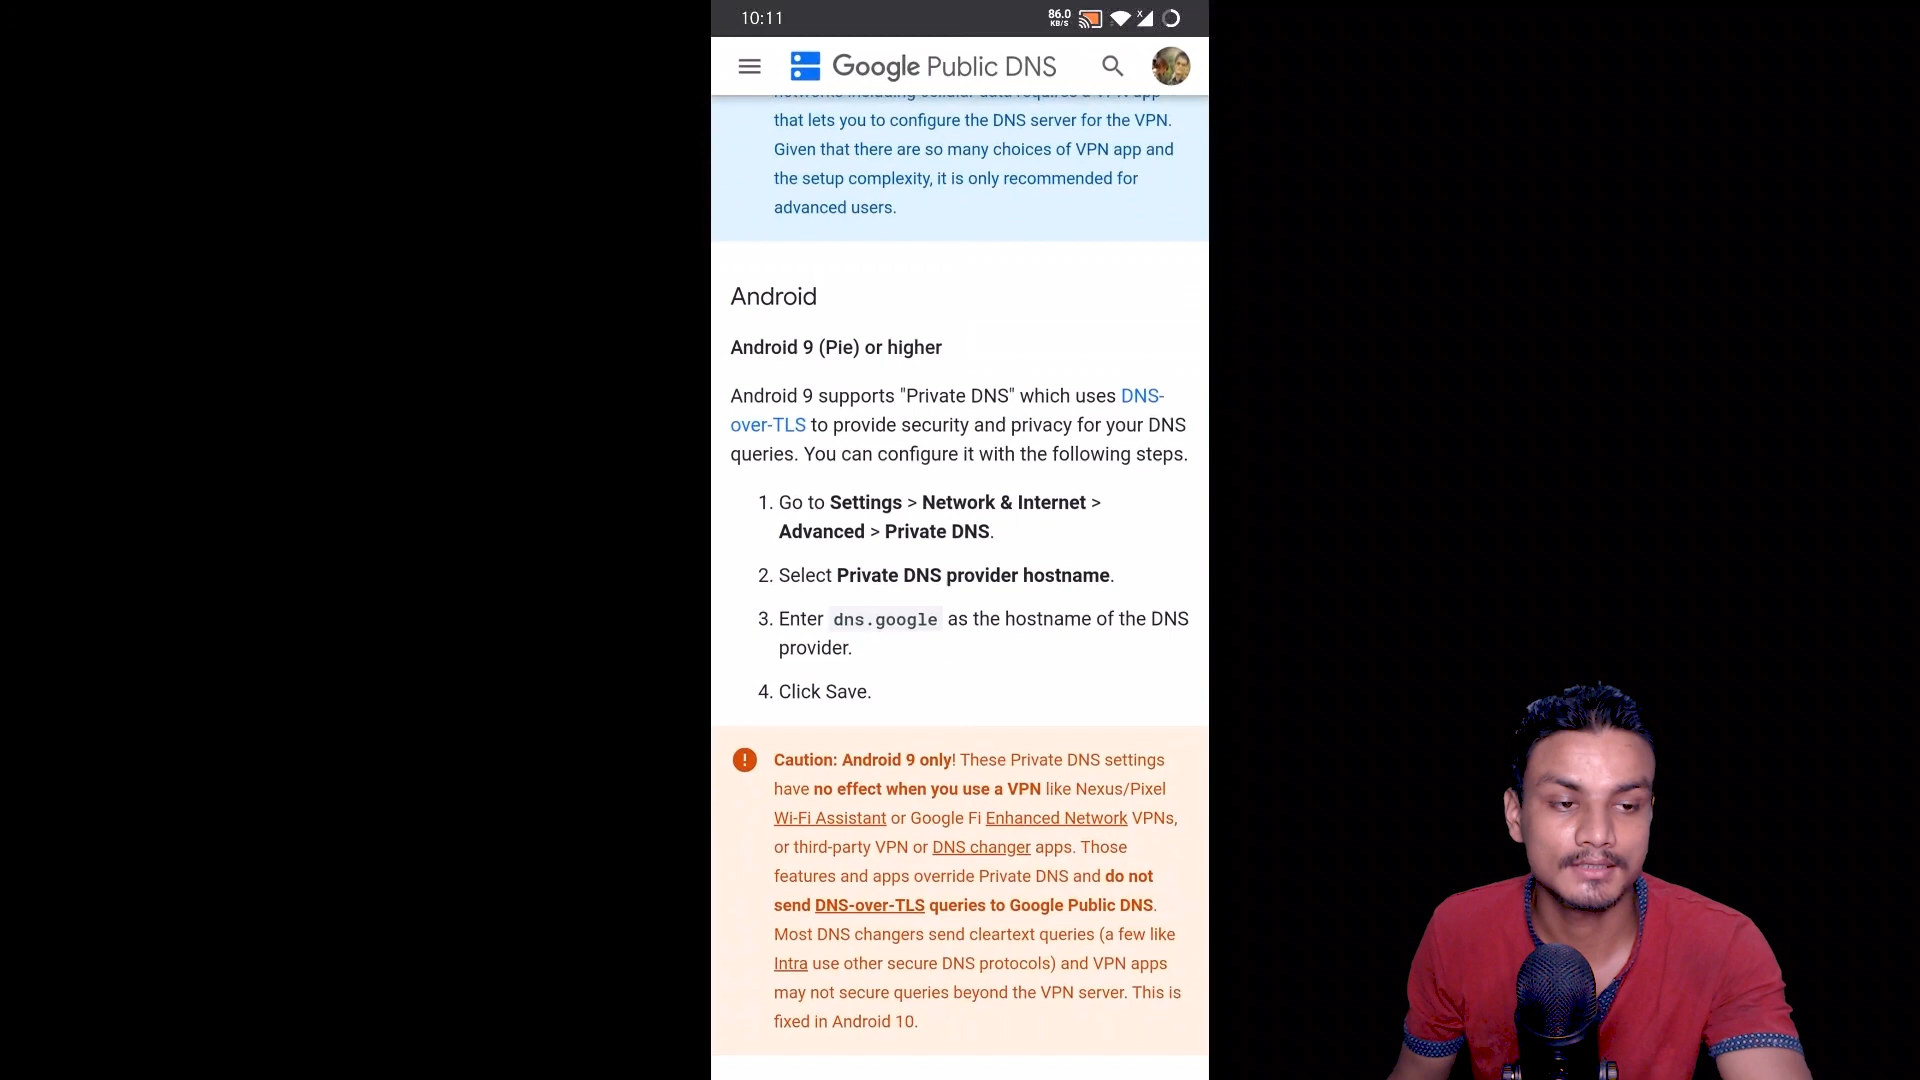 10:11
86.0
KB/S
Google Public DNS
networks including cellular data requires a VPN app
that lets you to configure the DNS server for the VPN.
Given that there are so many choices of VPN app and
the setup complexity, it is only recommended for
advanced users.
Android
Android 9 (Pie) or higher
Android 9 supports "Private DNS" which uses DNS-
over-TLS to provide security and privacy for your DNS
queries. You can configure it with the following steps.
1. Go to Settings > Network & Internet >
Advanced > Private DNS.
2. Select Private DNS provider hostname.
3. Enter dns.google as the hostname of the DNS
provider.
4. Click Save.
Caution: Android 9 only! These Private DNS settings
have no effect when you use a VPN like Nexus/Pixel
Wi-Fi Assistant or Google Fi Enhanced Network VPNs,
or third-party VPN or DNS changer apps. Those
features and apps override Private DNS and do not
send DNS-over-TLS queries to Google Public DNS.
Most DNS changers send cleartext queries (a few like
Intra use other secure DNS protocols) and VPN apps
may not secure queries beyond the VPN server. This is
fixed in Android 10.